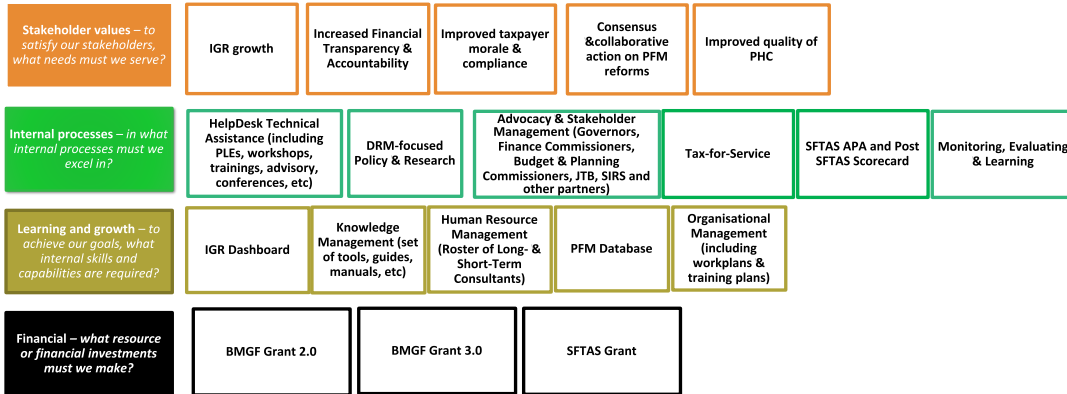 Stakeholder values – to
satisfy our stakeholders,
what needs must we serve?
IGR growth
Increased Financial
Transparency &
Accountability
Improved taxpayer
morale &
compliance
Consensus
&collaborative
action on PFM
reforms
Improved quality of
PHC
Internal processes – in what
internal processes must we
excel in?
HelpDesk Technical
Assistance (including
PLEs, workshops,
trainings, advisory,
conferences, etc)
DRM-focused
Policy & Research
Advocacy & Stakeholder
Management (Governors,
Finance Commissioners,
Budget & Planning
Commissioners, JTB, SIRS and
other partners)
Tax-for-Service
SFTAS APA and Post
SFTAS Scorecard
Monitoring, Evaluating
& Learning
Learning and growth – to
achieve our goals, what
internal skills and
capabilities are required?
IGR Dashboard
Knowledge
Management (set
of tools, guides,
manuals, etc)
Human Resource
Management
(Roster of Long- &
Short-Term
Consultants)
PFM Database
Organisational
Management
(including
workplans &
training plans)
Financial – what resource
or financial investments
must we make?
BMGF Grant 2.0
BMGF Grant 3.0
SFTAS Grant